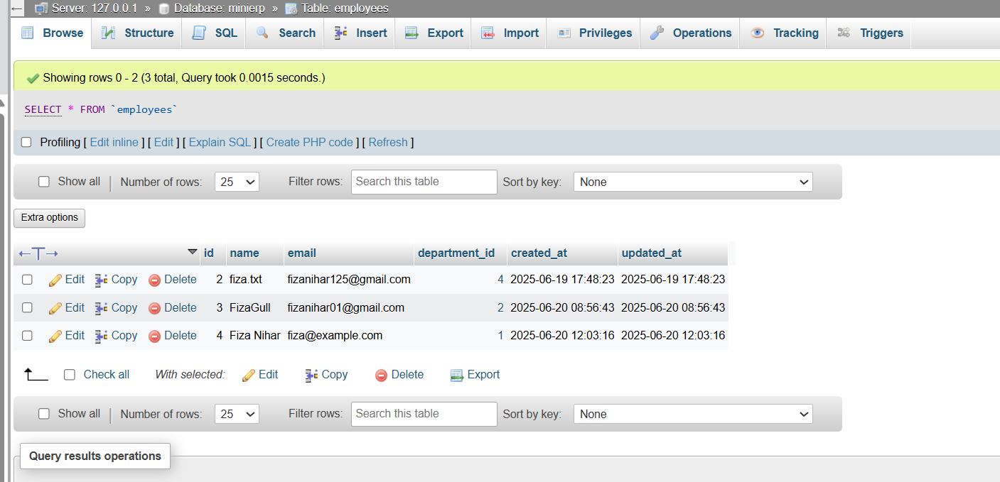 ← Server: 127.0.0.1 » Database: minierp » Table: employees
Browse Structure SQL Search Insert Export Import Privileges Operations Tracking Triggers
Showing rows 0 - 2 (3 total, Query took 0.0015 seconds.)
SELECT * FROM `employees`
Profiling [ Edit inline ] [ Edit ] [ Explain SQL ] [ Create PHP code ] [ Refresh ]
Show all | Number of rows: 25 Filter rows: Search this table Sort by key: None
Extra options
←T→ id name email department_id created_at updated_at
Edit Copy Delete 2 fiza.txt fizanihar125@gmail.com 4 2025-06-19 17:48:23 2025-06-19 17:48:23
Edit Copy Delete 3 FizaGull fizanihar01@gmail.com 2 2025-06-20 08:56:43 2025-06-20 08:56:43
Edit Copy Delete 4 Fiza Nihar fiza@example.com 1 2025-06-20 12:03:16 2025-06-20 12:03:16
Check all With selected: Edit Copy Delete Export
Show all | Number of rows: 25 Filter rows: Search this table Sort by key: None
Query results operations